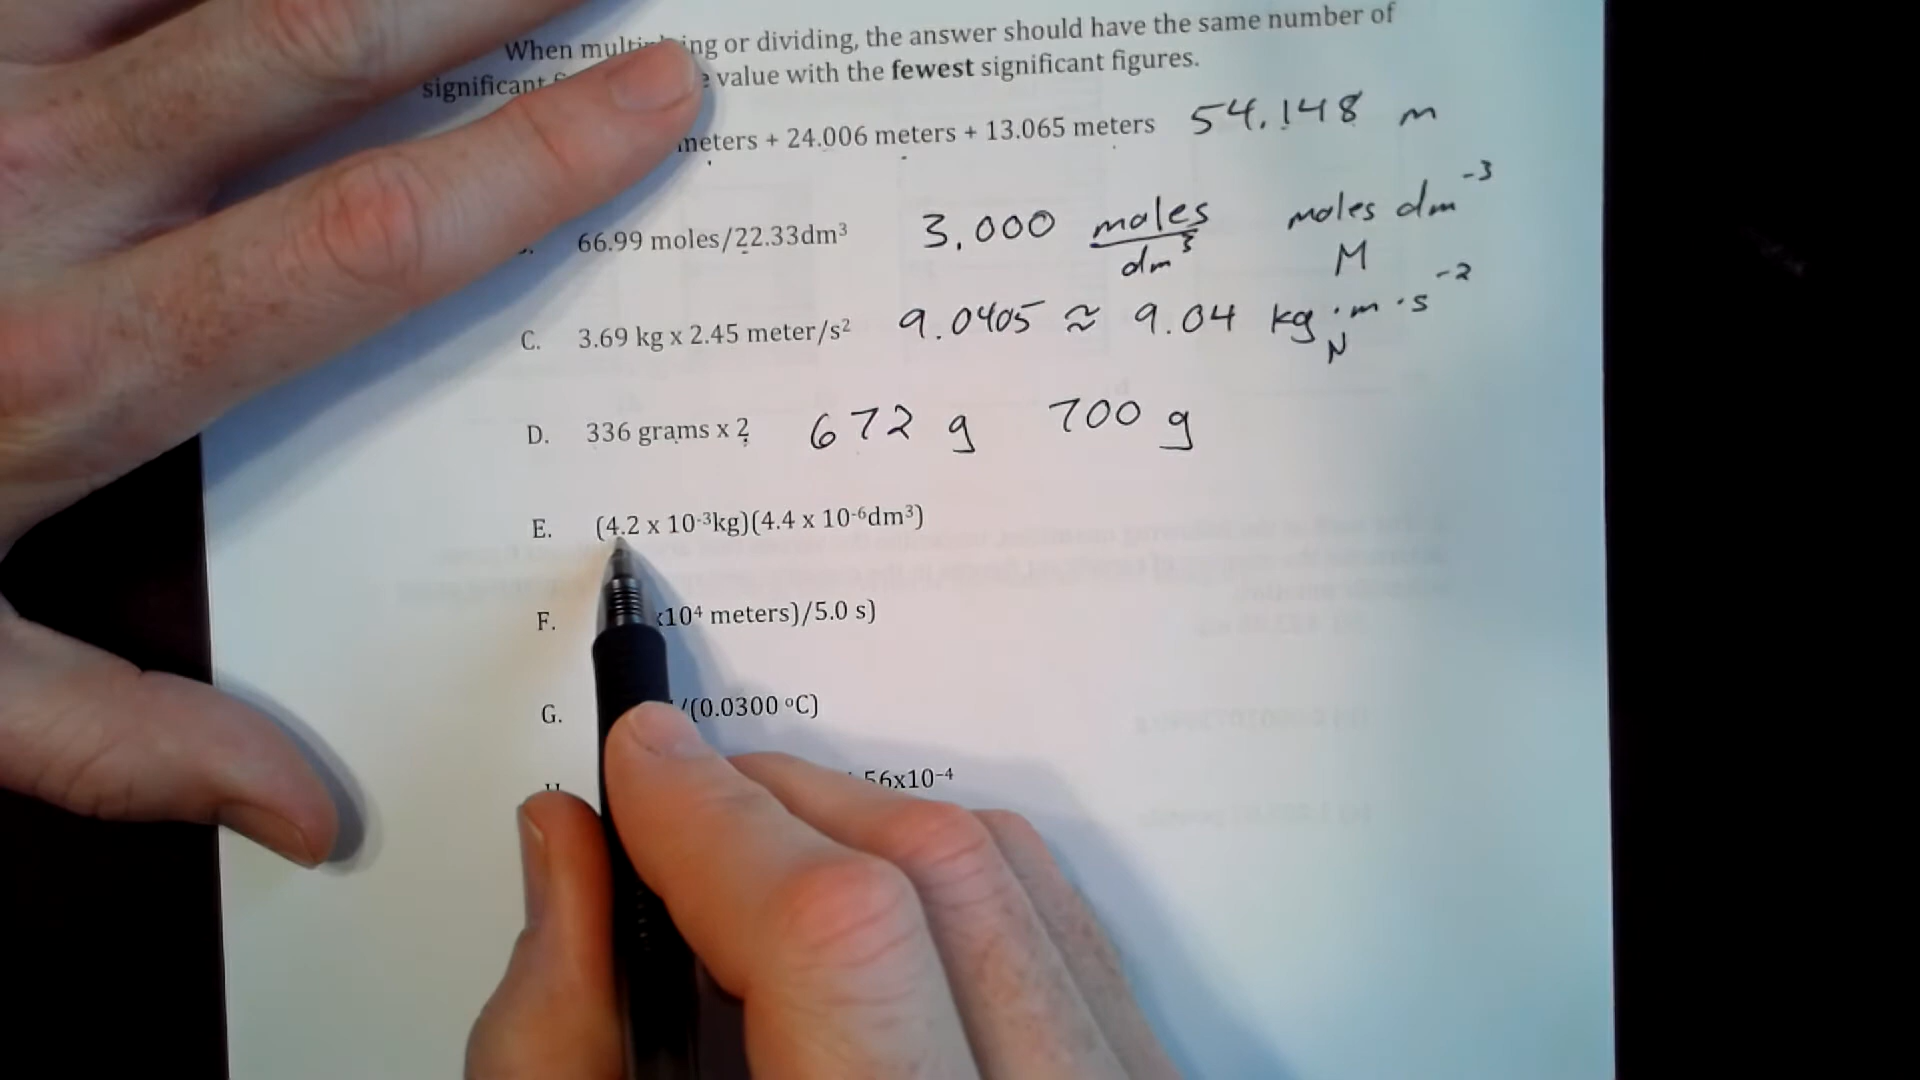 When or dividing, the answer should have the same number of
significant value with the fewest significant figures.
meters + 24.006 meters + 13.065 meters 54.148 m
66.99 moles/22.33dm³ 3.000 moles/dm³ moles dm⁻³
M
C. 3.69 kg x 2.45 meter/s² 9.0405 ≈ 9.04 kg·m·s⁻²
N
D. 336 grams x 2 672 g 700 g
E. (4.2 x 10⁻³kg)(4.4 x 10⁻⁶dm³)
F. x10⁴ meters)/5.0 s)
G. /(0.0300 °C)
56x10⁻⁴